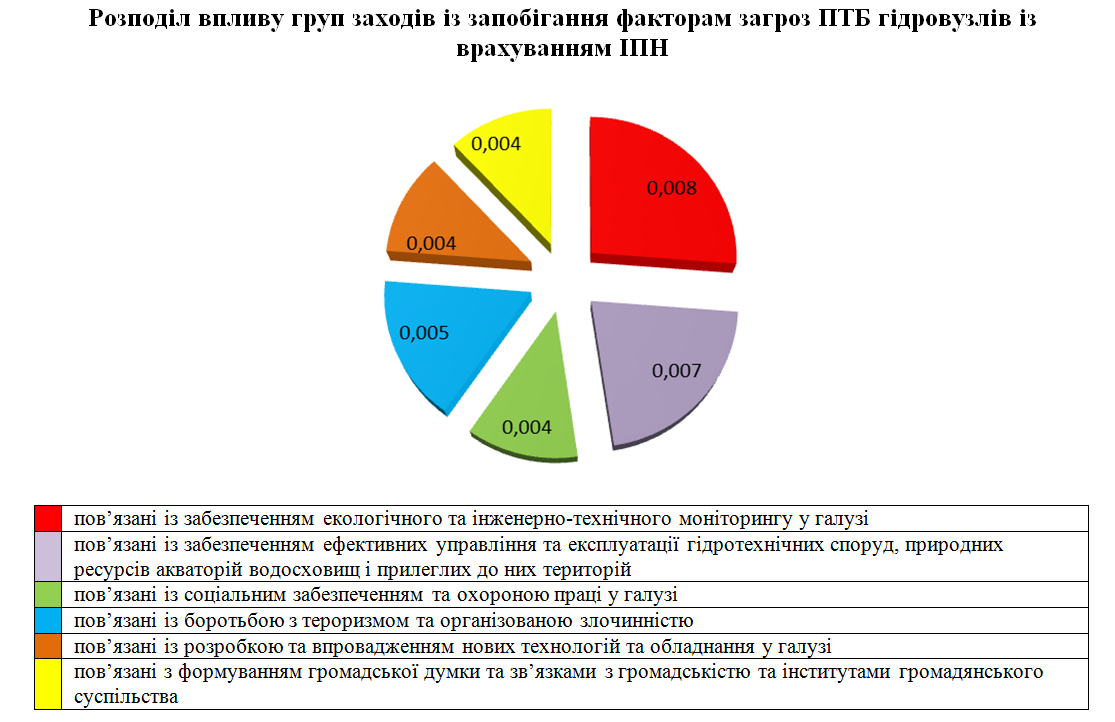 Розподіл впливу груп заходів із запобігання факторам загроз ПТБ гідровузлів із
врахуванням ІПН
0,004
0,008
0,004
0,005
0,007
0,004
пов’язані із забезпеченням екологічного та інженерно-технічного моніторингу у галузі
пов’язані із забезпеченням ефективних управління та експлуатації гідротехнічних споруд, природних
ресурсів акваторій водосховищ і прилеглих до них територій
пов’язані із соціальним забезпеченням та охороною праці у галузі
пов’язані із боротьбою з тероризмом та організованою злочинністю
пов’язані із розробкою та впровадженням нових технологій та обладнання у галузі
пов’язані з формуванням громадської думки та зв’язками з громадськістю та інститутами громадянського
суспільства